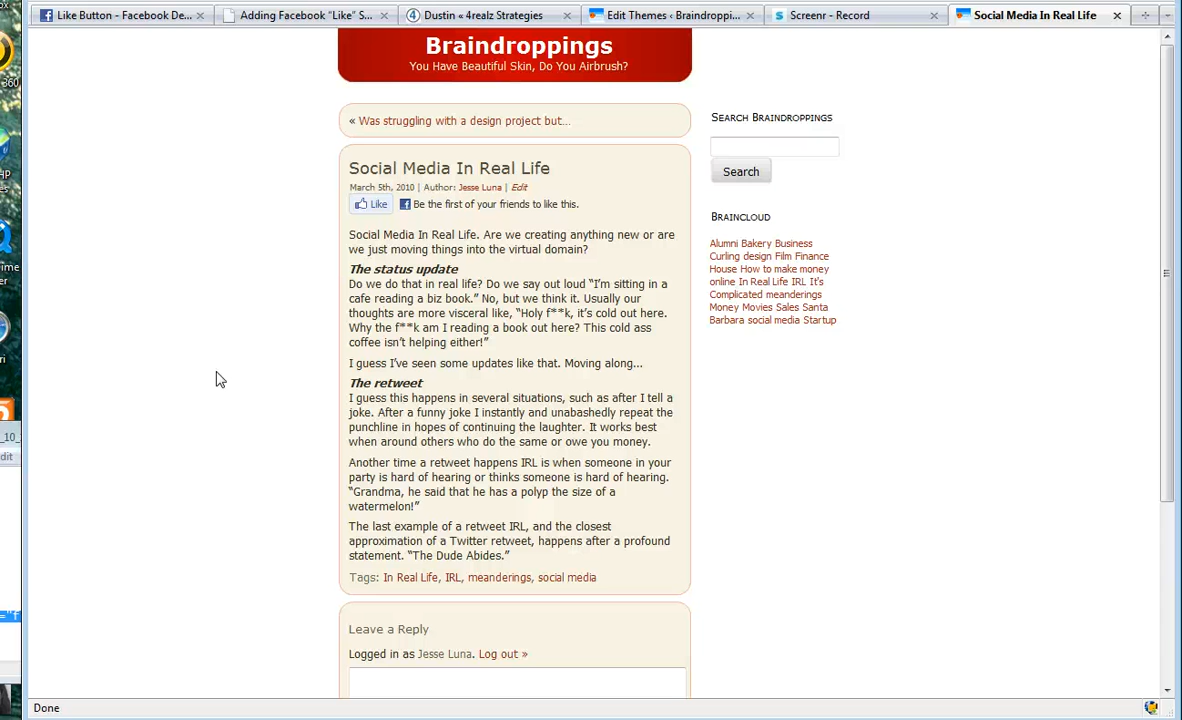 Like Button - Facebook De...
Adding Facebook “Like” S...
Dustin « 4realz Strategies
Edit Themes ‹ Braindroppi...
Screenr - Record
Social Media In Real Life
360
Braindroppings
You Have Beautiful Skin, Do You Airbrush?
« Was struggling with a design project but...
Search Braindroppings
Search
HP
Social Media In Real Life
March 5th, 2010 | Author: Jesse Luna | Edit
Like
Be the first of your friends to like this.
Braincloud
Alumni Bakery Business
Curling design Film Finance
House How to make money
online In Real Life IRL It's
Complicated meanderings
Money Movies Sales Santa
Barbara social media Startup
Social Media In Real Life. Are we creating anything new or are
we just moving things into the virtual domain?
The status update
Do we do that in real life? Do we say out loud “I’m sitting in a
cafe reading a biz book.” No, but we think it. Usually our
thoughts are more visceral like, “Holy f**k, it’s cold out here.
Why the f**k am I reading a book out here? This cold ass
coffee isn’t helping either!”
I guess I’ve seen some updates like that. Moving along...
The retweet
I guess this happens in several situations, such as after I tell a
joke. After a funny joke I instantly and unabashedly repeat the
punchline in hopes of continuing the laughter. It works best
when around others who do the same or owe you money.
Another time a retweet happens IRL is when someone in your
party is hard of hearing or thinks someone is hard of hearing.
“Grandma, he said that he has a polyp the size of a
watermelon!”
The last example of a retweet IRL, and the closest
approximation of a Twitter retweet, happens after a profound
statement. “The Dude Abides.”
Tags: In Real Life, IRL, meanderings, social media
Leave a Reply
Logged in as Jesse Luna. Log out »
_10_
dit
="f
Done